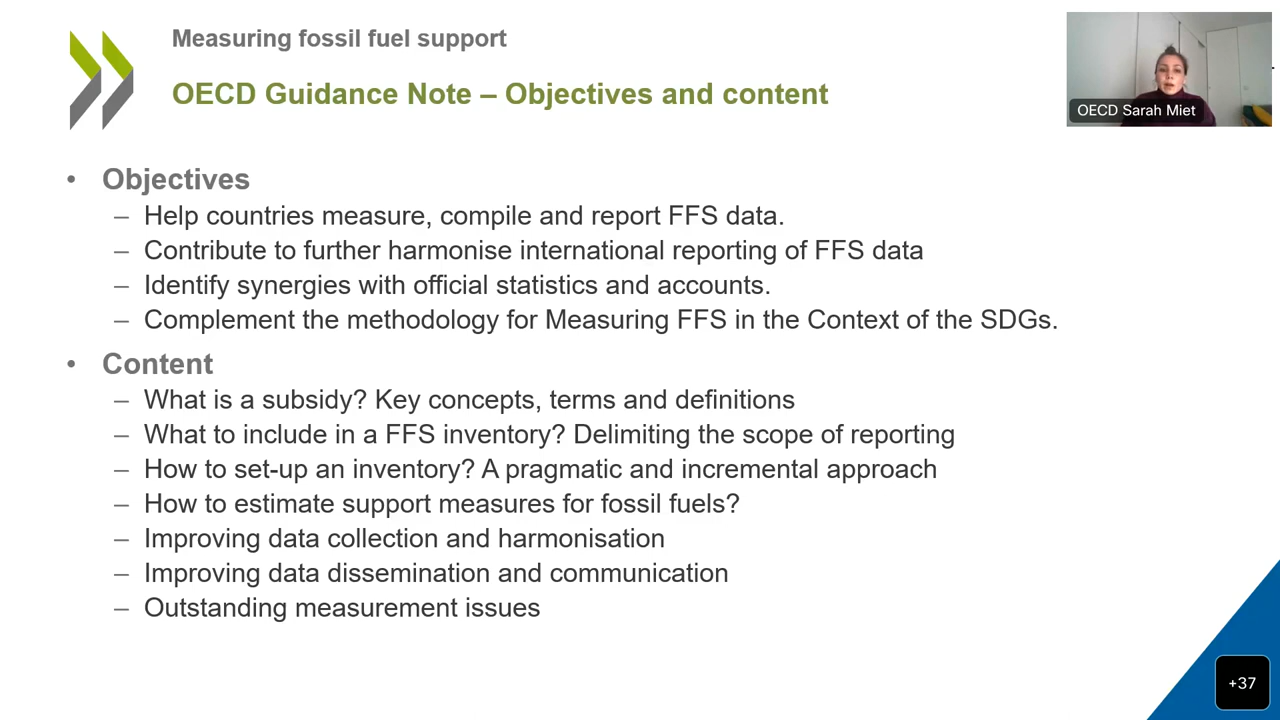 Measuring fossil fuel support
OECD Guidance Note – Objectives and content
OECD Sarah Miet
• Objectives
– Help countries measure, compile and report FFS data.
– Contribute to further harmonise international reporting of FFS data
– Identify synergies with official statistics and accounts.
– Complement the methodology for Measuring FFS in the Context of the SDGs.
• Content
– What is a subsidy? Key concepts, terms and definitions
– What to include in a FFS inventory? Delimiting the scope of reporting
– How to set-up an inventory? A pragmatic and incremental approach
– How to estimate support measures for fossil fuels?
– Improving data collection and harmonisation
– Improving data dissemination and communication
– Outstanding measurement issues
+37